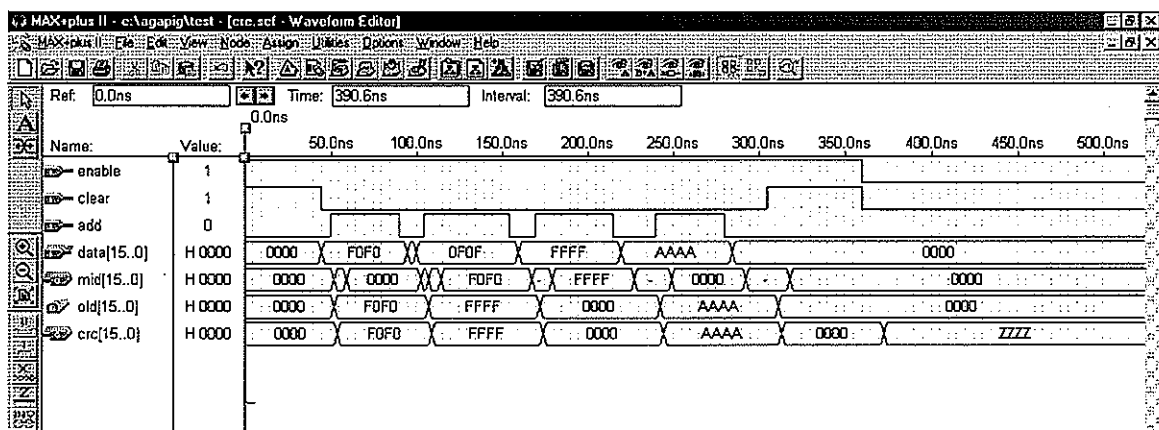 MAX+plus II - c:\agapig\test - [crc.scf - Waveform Editor]
MAX+plus II File Edit View Node Assign Utilities Options Window Help
Ref: 0.0ns Time: 390.6ns Interval: 390.6ns
0.0ns
Name: Value: 50.0ns 100.0ns 150.0ns 200.0ns 250.0ns 300.0ns 350.0ns 400.0ns 450.0ns 500.0ns
enable 1
clear 1
add 0
data[15..0] H 0000 0000 F0F0 0F0F FFFF AAAA 0000
mid[15..0] H 0000 0000 0000 F0F0 FFFF 0000 0000
old[15..0] H 0000 0000 F0F0 FFFF 0000 AAAA 0000
crc[15..0] H 0000 0000 F0F0 FFFF 0000 AAAA 0000 ZZZZ